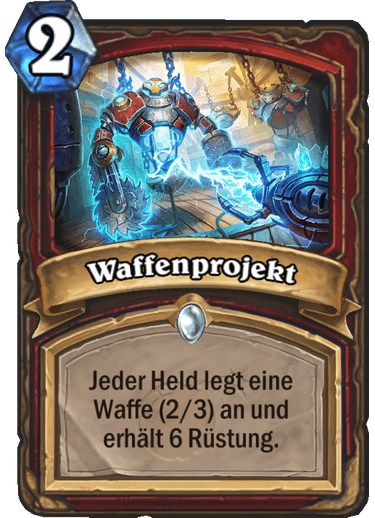 2
Waffenprojekt
Jeder Held legt eine
Waffe (2/3) an und
erhält 6 Rüstung.